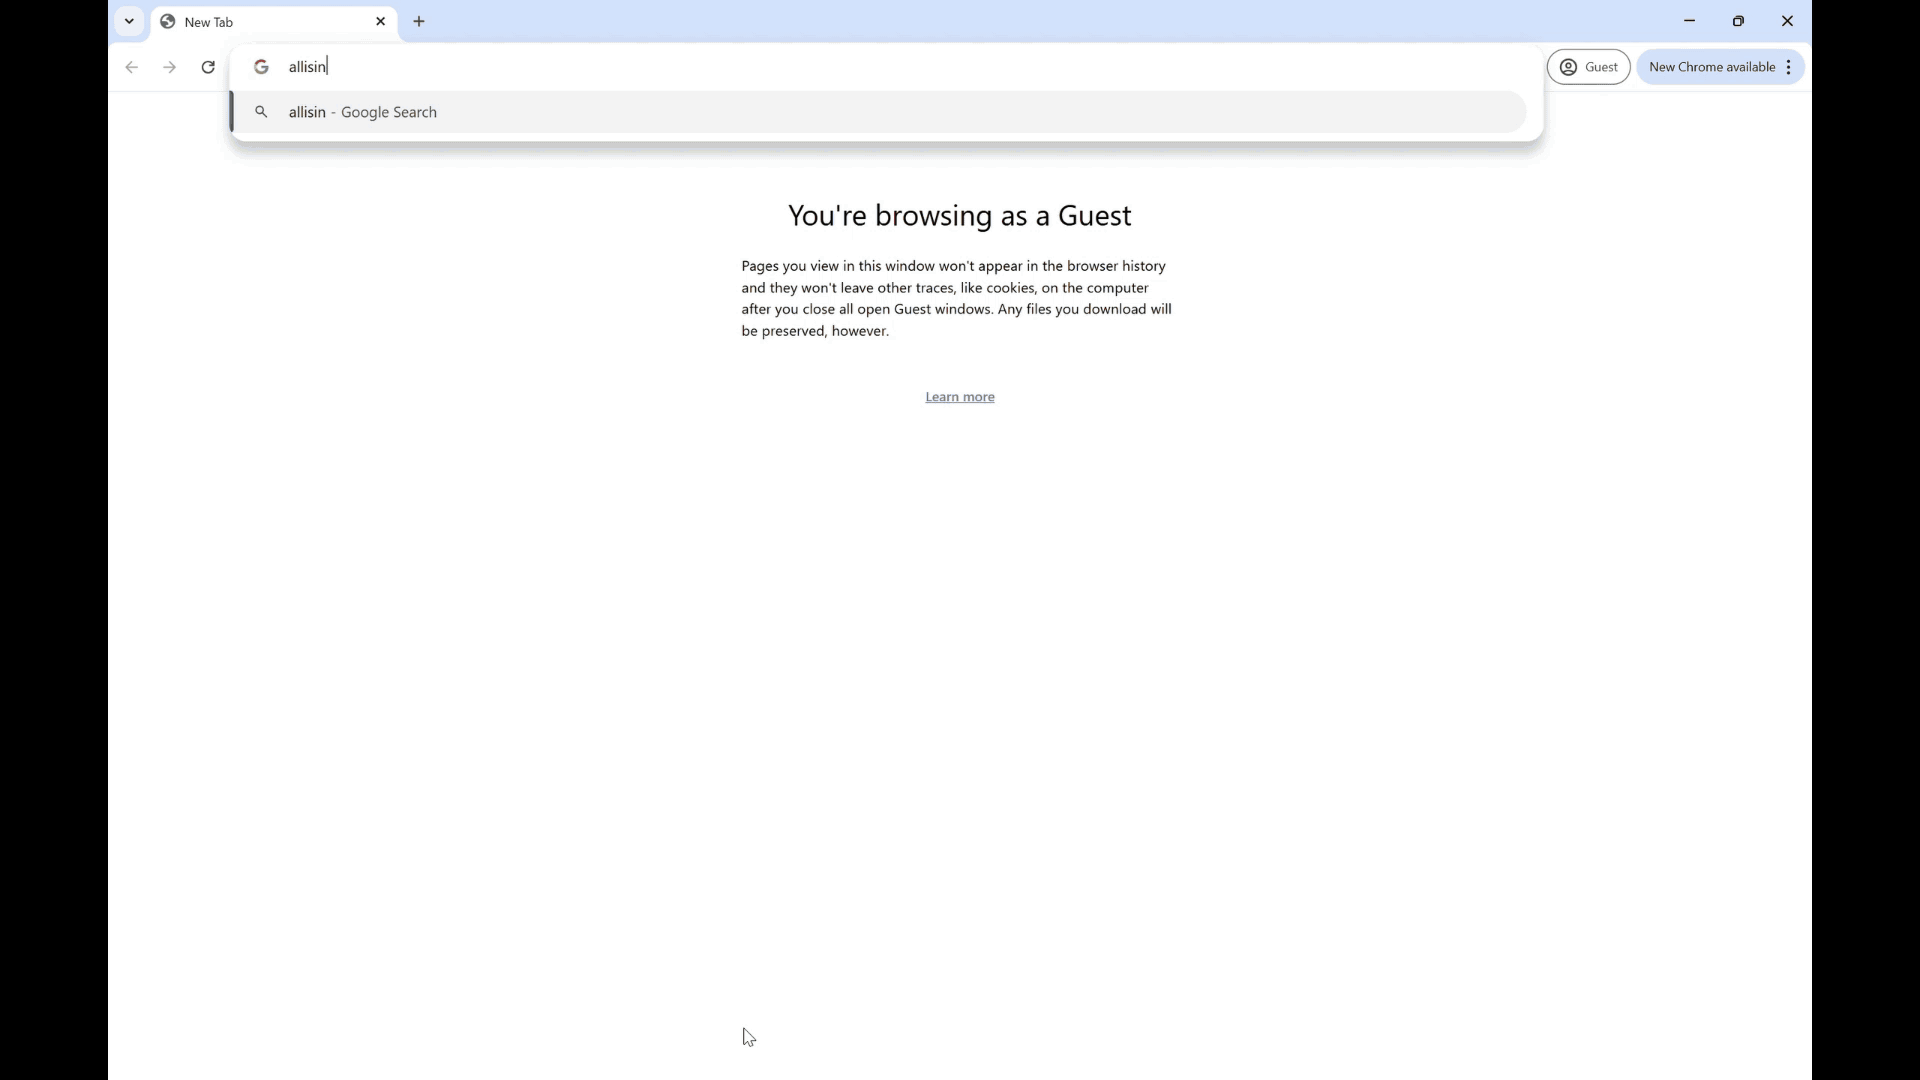 New Tab
allisin
Guest
New Chrome available
allisin - Google Search
You're browsing as a Guest
Pages you view in this window won't appear in the browser history
and they won't leave other traces, like cookies, on the computer
after you close all open Guest windows. Any files you download will
be preserved, however.
Learn more